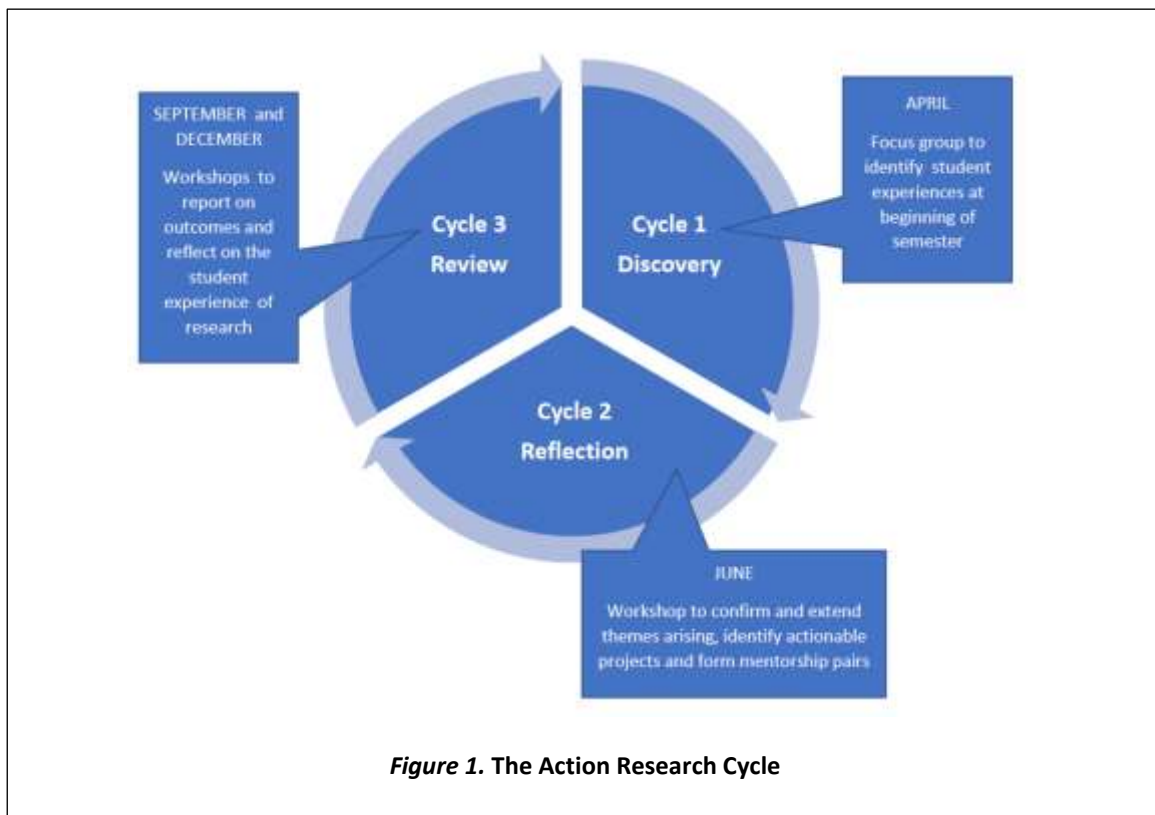 SEPTEMBER and
DECEMBER
Workshops to
report on
outcomes and
reflect on the
student
experience of
research
Cycle 3
Review
Cycle 1
Discovery
APRIL
Focus group to
identify student
experiences at
beginning of
semester
Cycle 2
Reflection
JUNE
Workshop to confirm and extend
themes arising, identify actionable
projects and form mentorship pairs
Figure 1. The Action Research Cycle